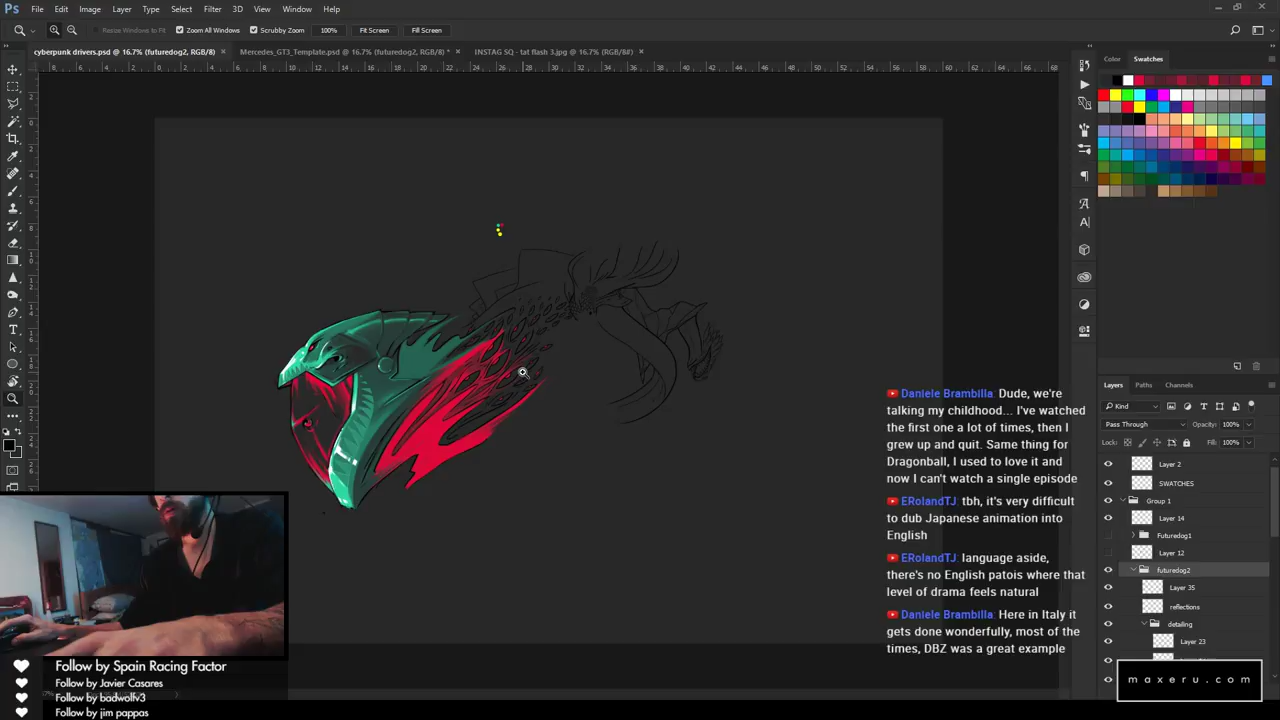 Ps File Edit Image Layer Type Select Filter 3D View Window Help
Resize Windows to Fit Zoom All Windows Scrubby Zoom 100% Fit Screen Fill Screen
cyberpunk drivers.psd @ 16.7% (futuredog2, RGB/8) × Mercedes_GT3_Template.psd @ 16.7% (futuredog2, RGB/8) * × INSTAG SQ - tat flash 3.jpg @ 16.7% (RGB/8#) ×
Color Swatches
Layers Paths Channels
Kind
Pass Through Opacity: 100%
Lock: Fill: 100%
Layer 2
SWATCHES
Group 1
Layer 14
Futuredog1
Layer 12
futuredog2
Layer 35
reflections
detailing
Layer 23
Daniele Brambilla: Dude, we're
talking my childhood... I've watched
the first one a lot of times, then I
grew up and quit. Same thing for
Dragonball, I used to love it and
now I can't watch a single episode
ERolandTJ: tbh, it's very difficult
to dub Japanese animation into
English
ERolandTJ: language aside,
there's no English patois where that
level of drama feels natural
Daniele Brambilla: Here in Italy it
gets done wonderfully, most of the
times, DBZ was a great example
Follow by Spain Racing Factor
Follow by Javier Casares
Follow by badwolfv3
Follow by jim pappas
maxeru.com